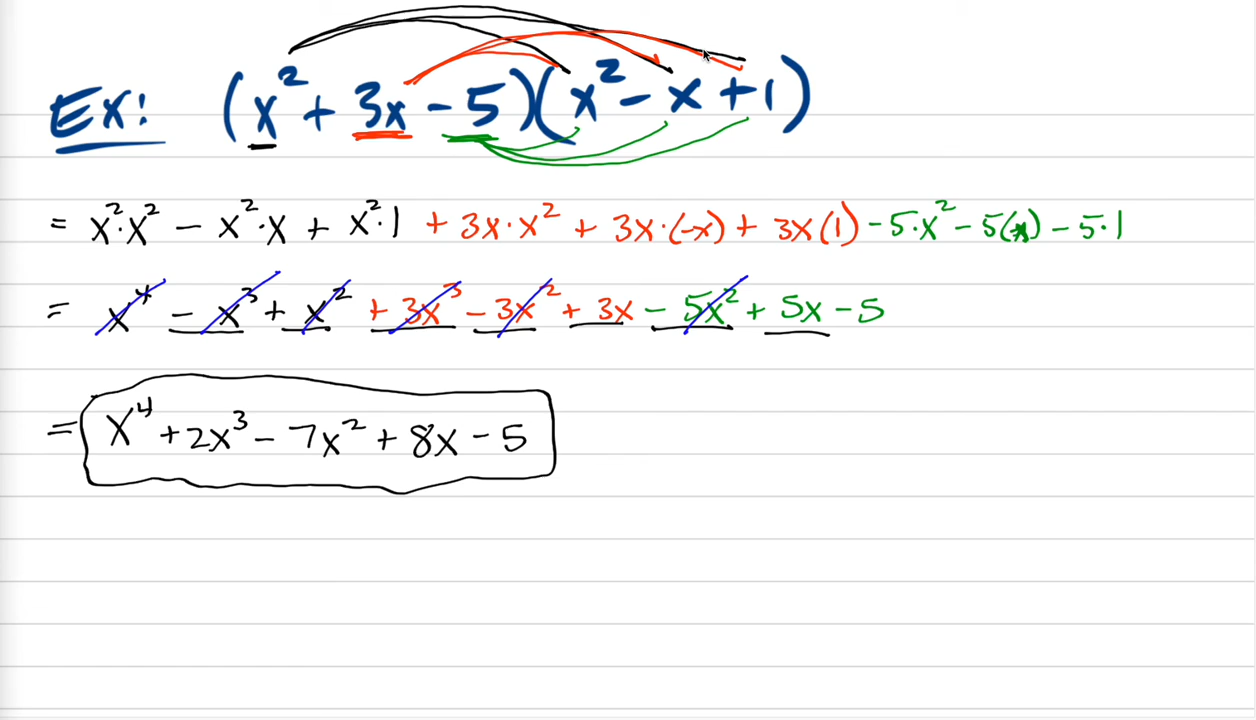 Ex: (x² + 3x - 5)(x² - x + 1)
= x²·x² - x²·x + x²·1 + 3x·x² + 3x·(-x) + 3x(1) - 5·x² - 5(-x) - 5·1
= x⁴ - x³ + x² + 3x³ - 3x² + 3x - 5x² + 5x - 5
= x⁴ + 2x³ - 7x² + 8x - 5